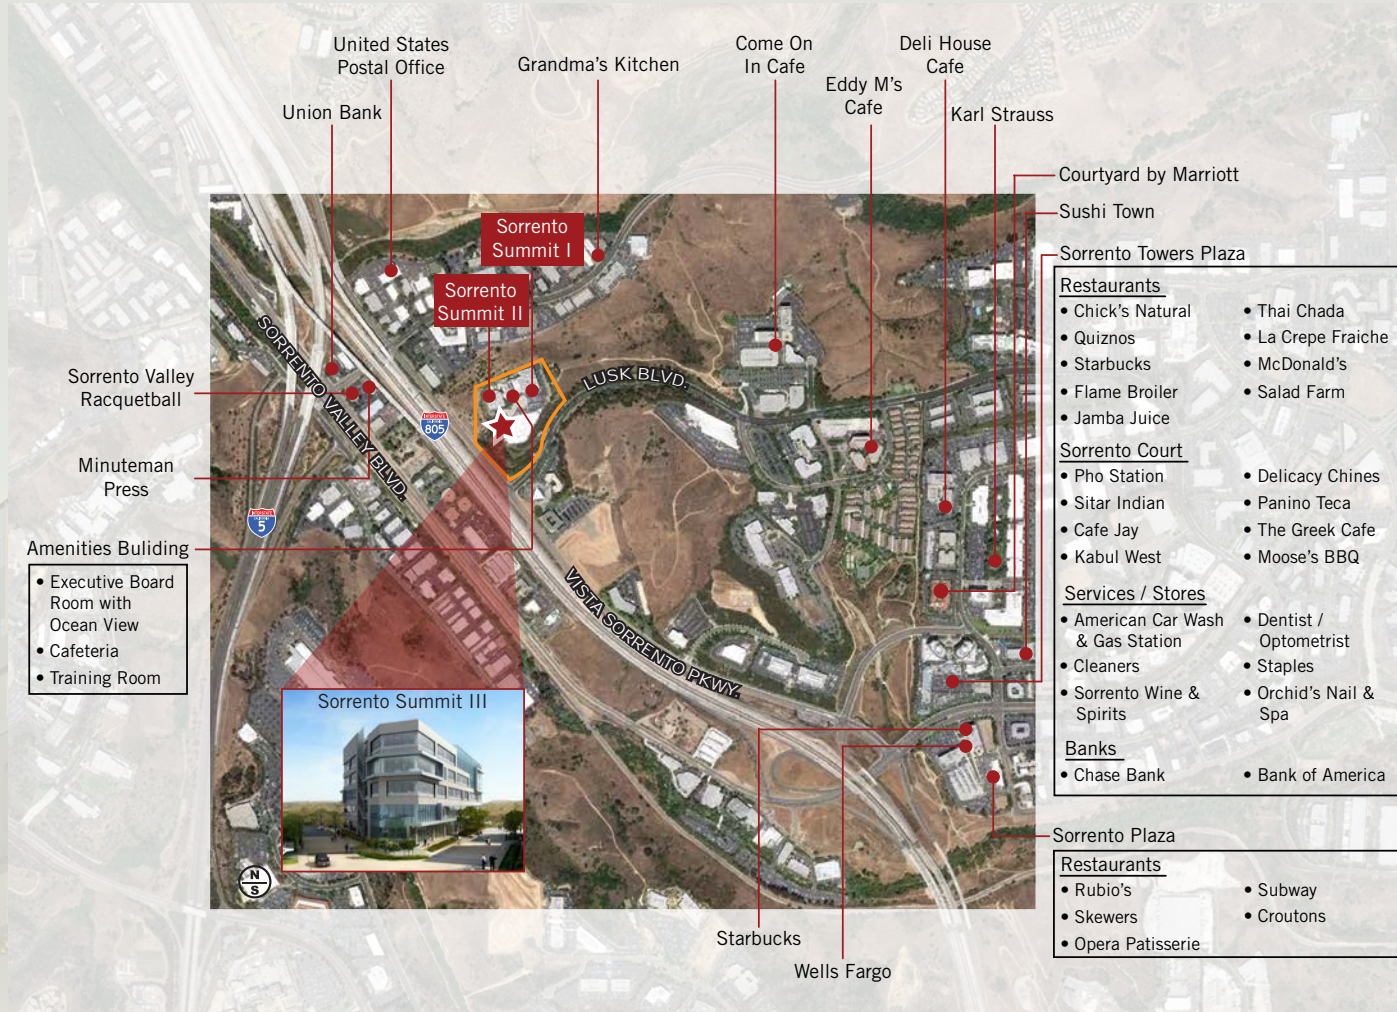 United States
Postal Office
Union Bank
Grandma's Kitchen
Come On
In Cafe
Eddy M's
Cafe
Deli House
Cafe
Karl Strauss
Courtyard by Marriott
Sushi Town
Sorrento Towers Plaza
Restaurants
• Chick's Natural
• Quiznos
• Starbucks
• Flame Broiler
• Jamba Juice
• Thai Chada
• La Crepe Fraiche
• McDonald's
• Salad Farm
Sorrento Court
• Pho Station
• Sitar Indian
• Cafe Jay
• Kabul West
• Delicacy Chines
• Panino Teca
• The Greek Cafe
• Moose's BBQ
Services / Stores
• American Car Wash
& Gas Station
• Cleaners
• Sorrento Wine &
Spirits
• Dentist /
Optometrist
• Staples
• Orchid's Nail &
Spa
Banks
• Chase Bank
• Bank of America
Sorrento Plaza
Restaurants
• Rubio's
• Skewers
• Opera Patisserie
• Subway
• Croutons
Sorrento
Summit I
Sorrento
Summit II
SORRENTO VALLEY BLVD.
LUSK BLVD.
VISTA SORRENTO PKWY.
INTERSTATE
805
INTERSTATE
5
Sorrento Valley
Racquetball
Minuteman
Press
Amenities Buliding
• Executive Board
Room with
Ocean View
• Cafeteria
• Training Room
Sorrento Summit III
N
S
Starbucks
Wells Fargo